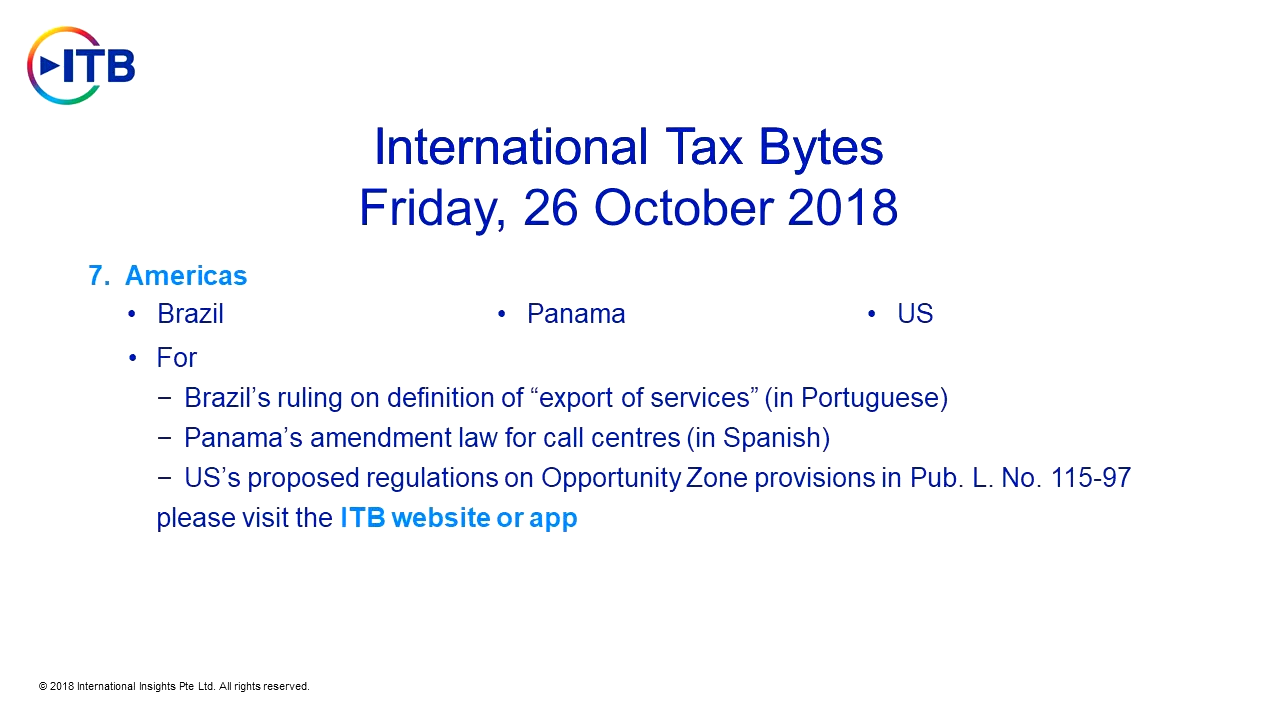 ITB
International Tax Bytes
Friday, 26 October 2018
7. Americas
• Brazil • Panama • US
• For
− Brazil’s ruling on definition of “export of services” (in Portuguese)
− Panama’s amendment law for call centres (in Spanish)
− US’s proposed regulations on Opportunity Zone provisions in Pub. L. No. 115-97
please visit the ITB website or app
© 2018 International Insights Pte Ltd. All rights reserved.